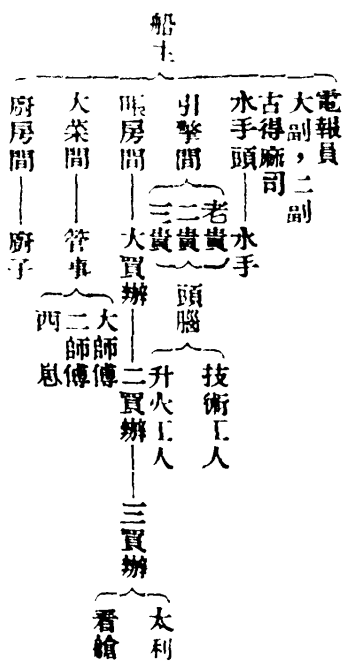 船主
電報員
大副，二副
古得麻司
水手頭——水手
引擎間
老貴
二貴
三貴
頭腦
技術工人
升火工人
賬房間——大買辦——二買辦——三買辦
太利
看艙
大菜間——管事
大師傅
二師傅
西崽
廚房間——廚子